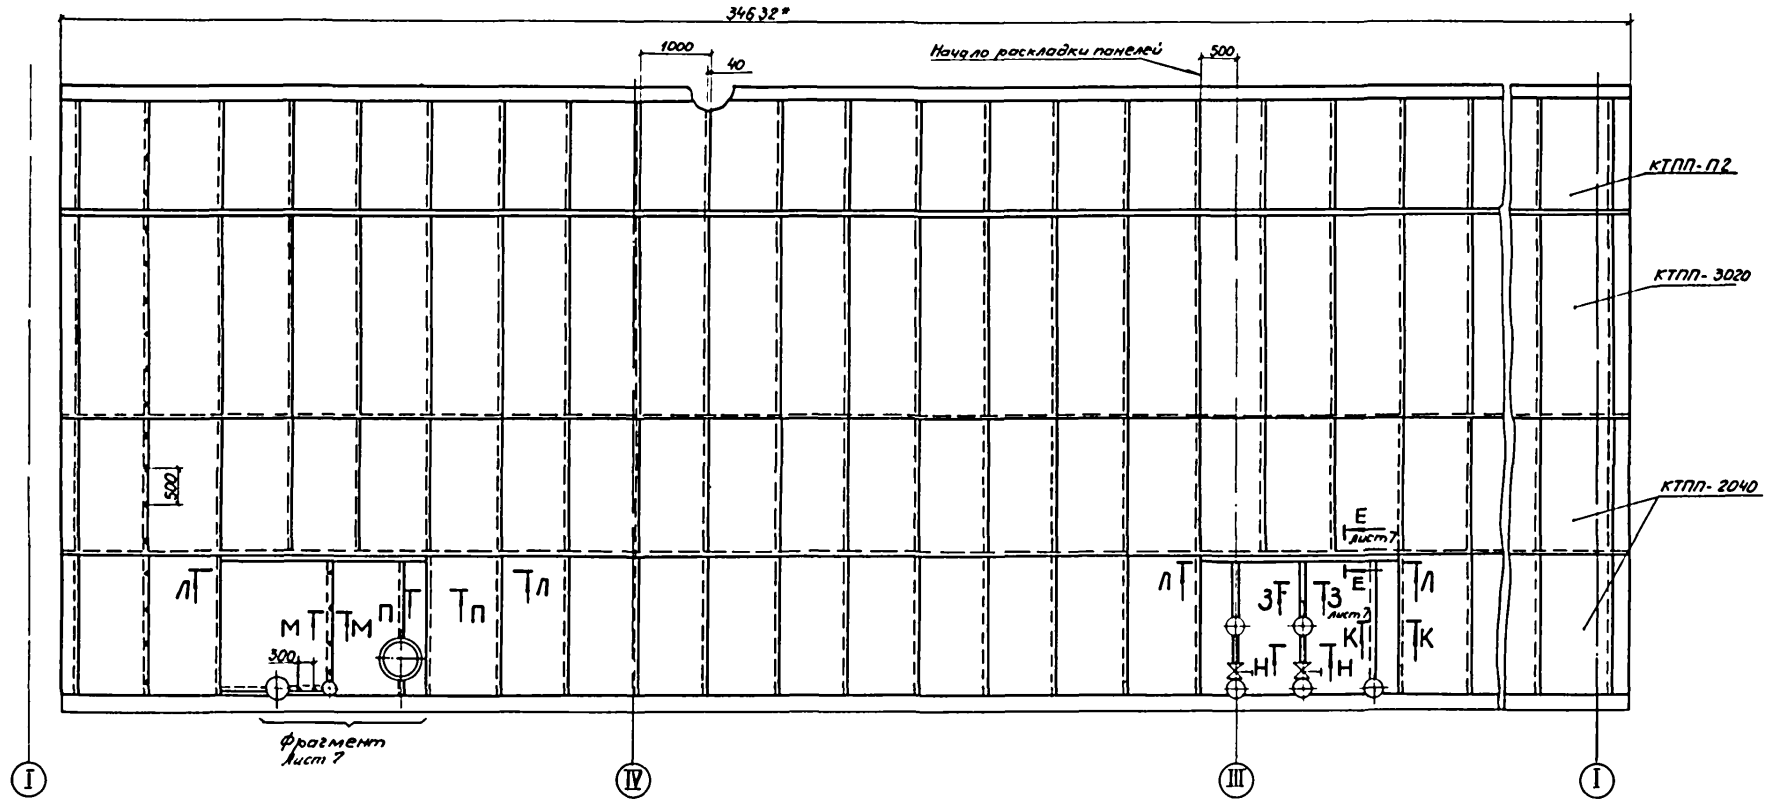 34632*
1000
40
Начало раскладки панелей
500
КТПП-П2
КТПП-3020
500
КТПП-2040
Е
Лист 7
Л
Л
Л
Л
Е
М
М
П
П
З
З
Лист 7
К
К
300
Н
Н
Фрагмент
Лист 7
I
IV
III
I